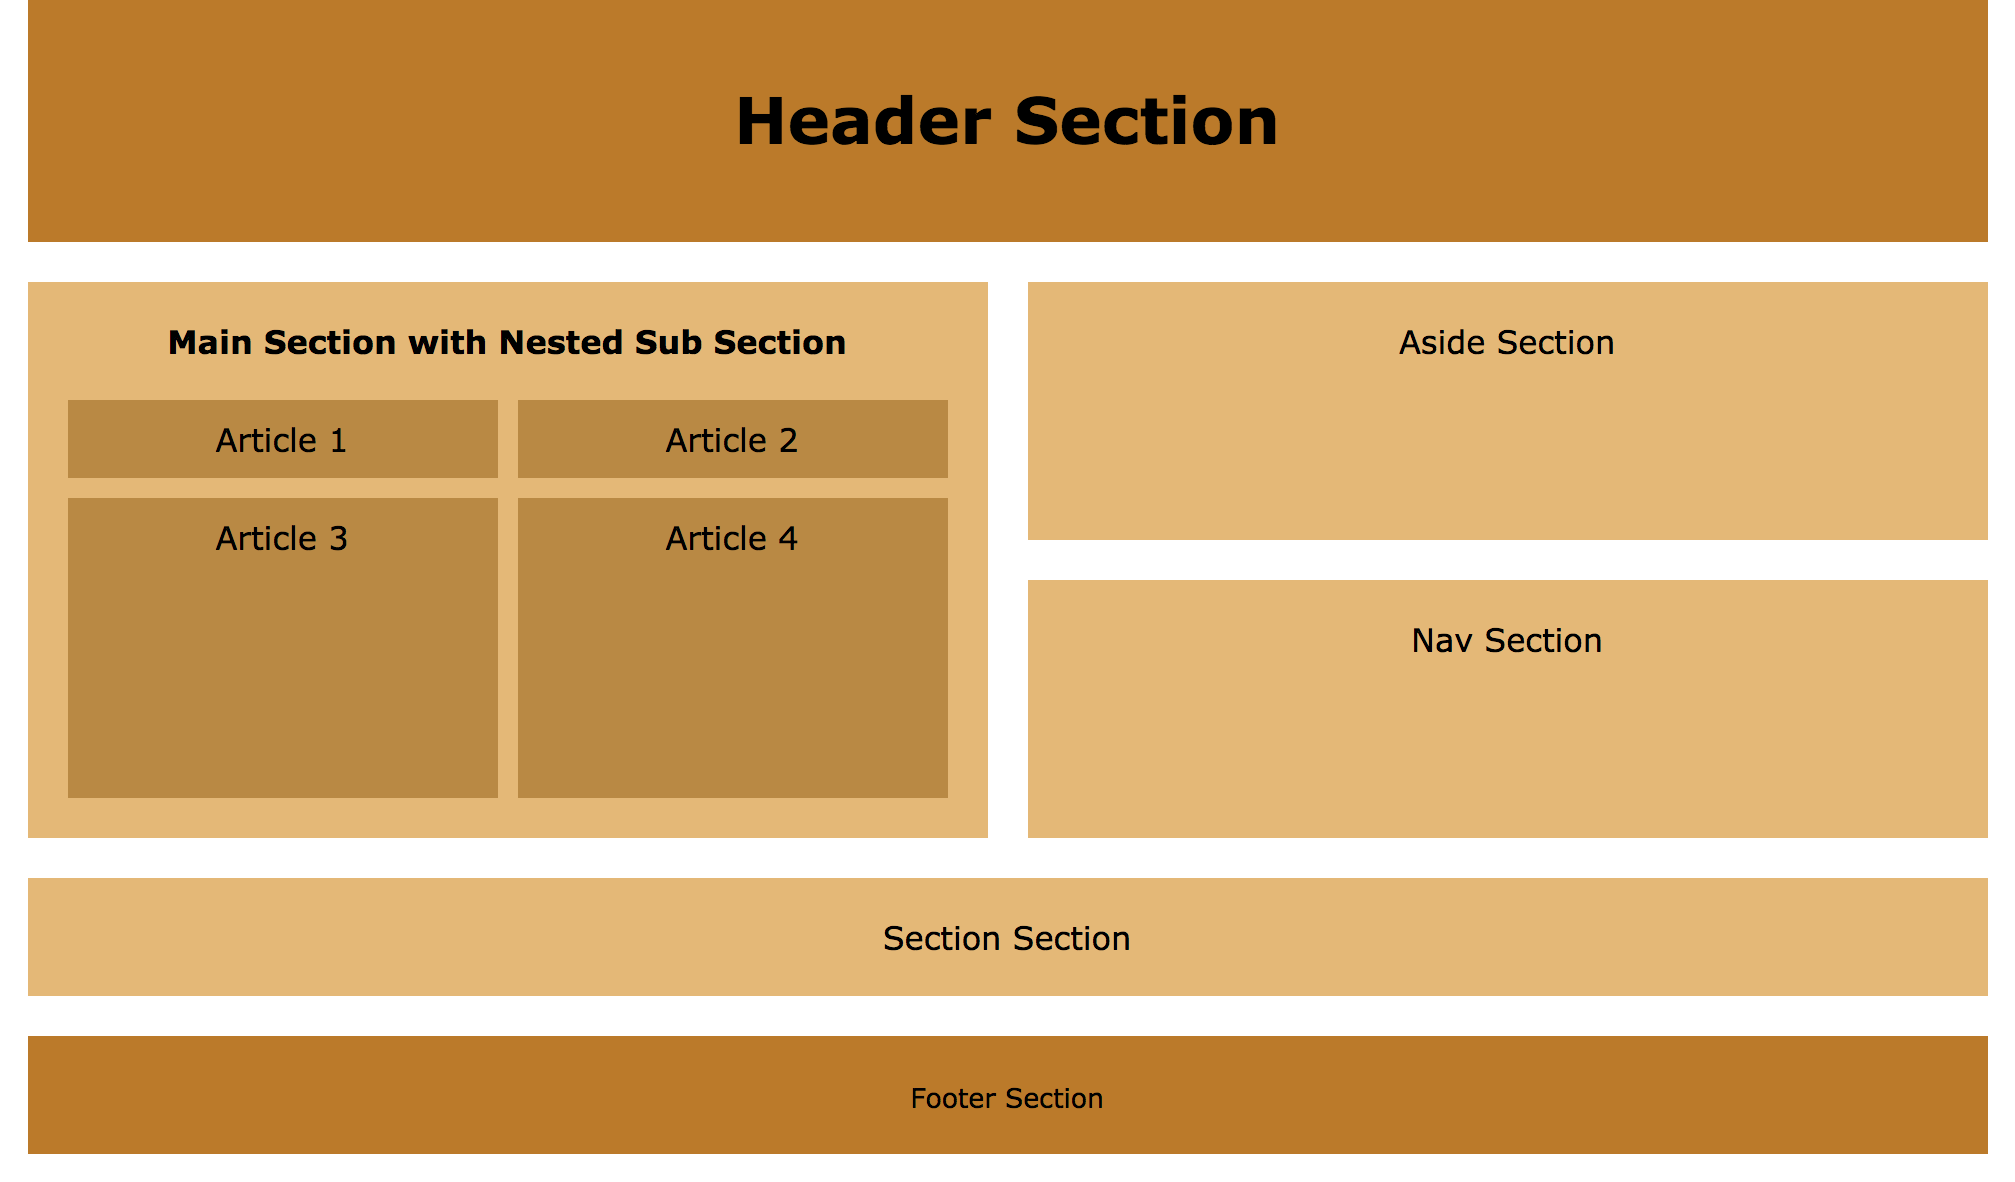 Header Section
Main Section with Nested Sub Section
Article 1
Article 2
Article 3
Article 4
Aside Section
Nav Section
Section Section
Footer Section